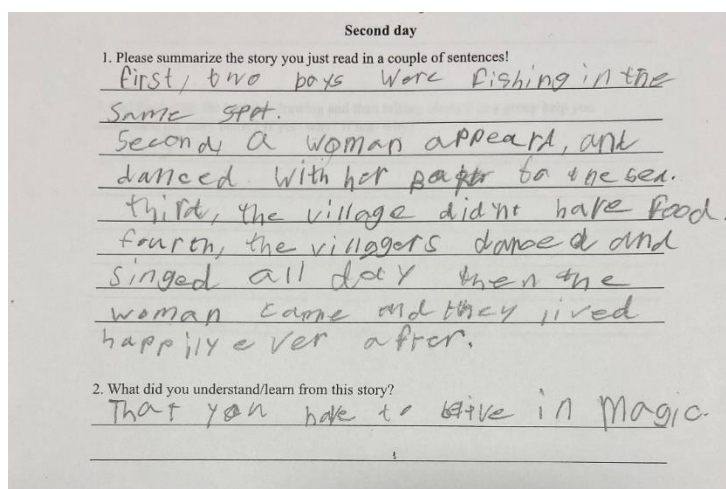 Second day
1. Please summarize the story you just read in a couple of sentences!
first, two boys Were fishing in the
Same spot.
Second, a woman appeard, and
danced With her to the sea.
third, the village did'nt have food.
fourth, the villagers danced and
Singed all day then the
woman came and they lived
happily ever after.
2. What did you understand/learn from this story?
That you have to in magic.